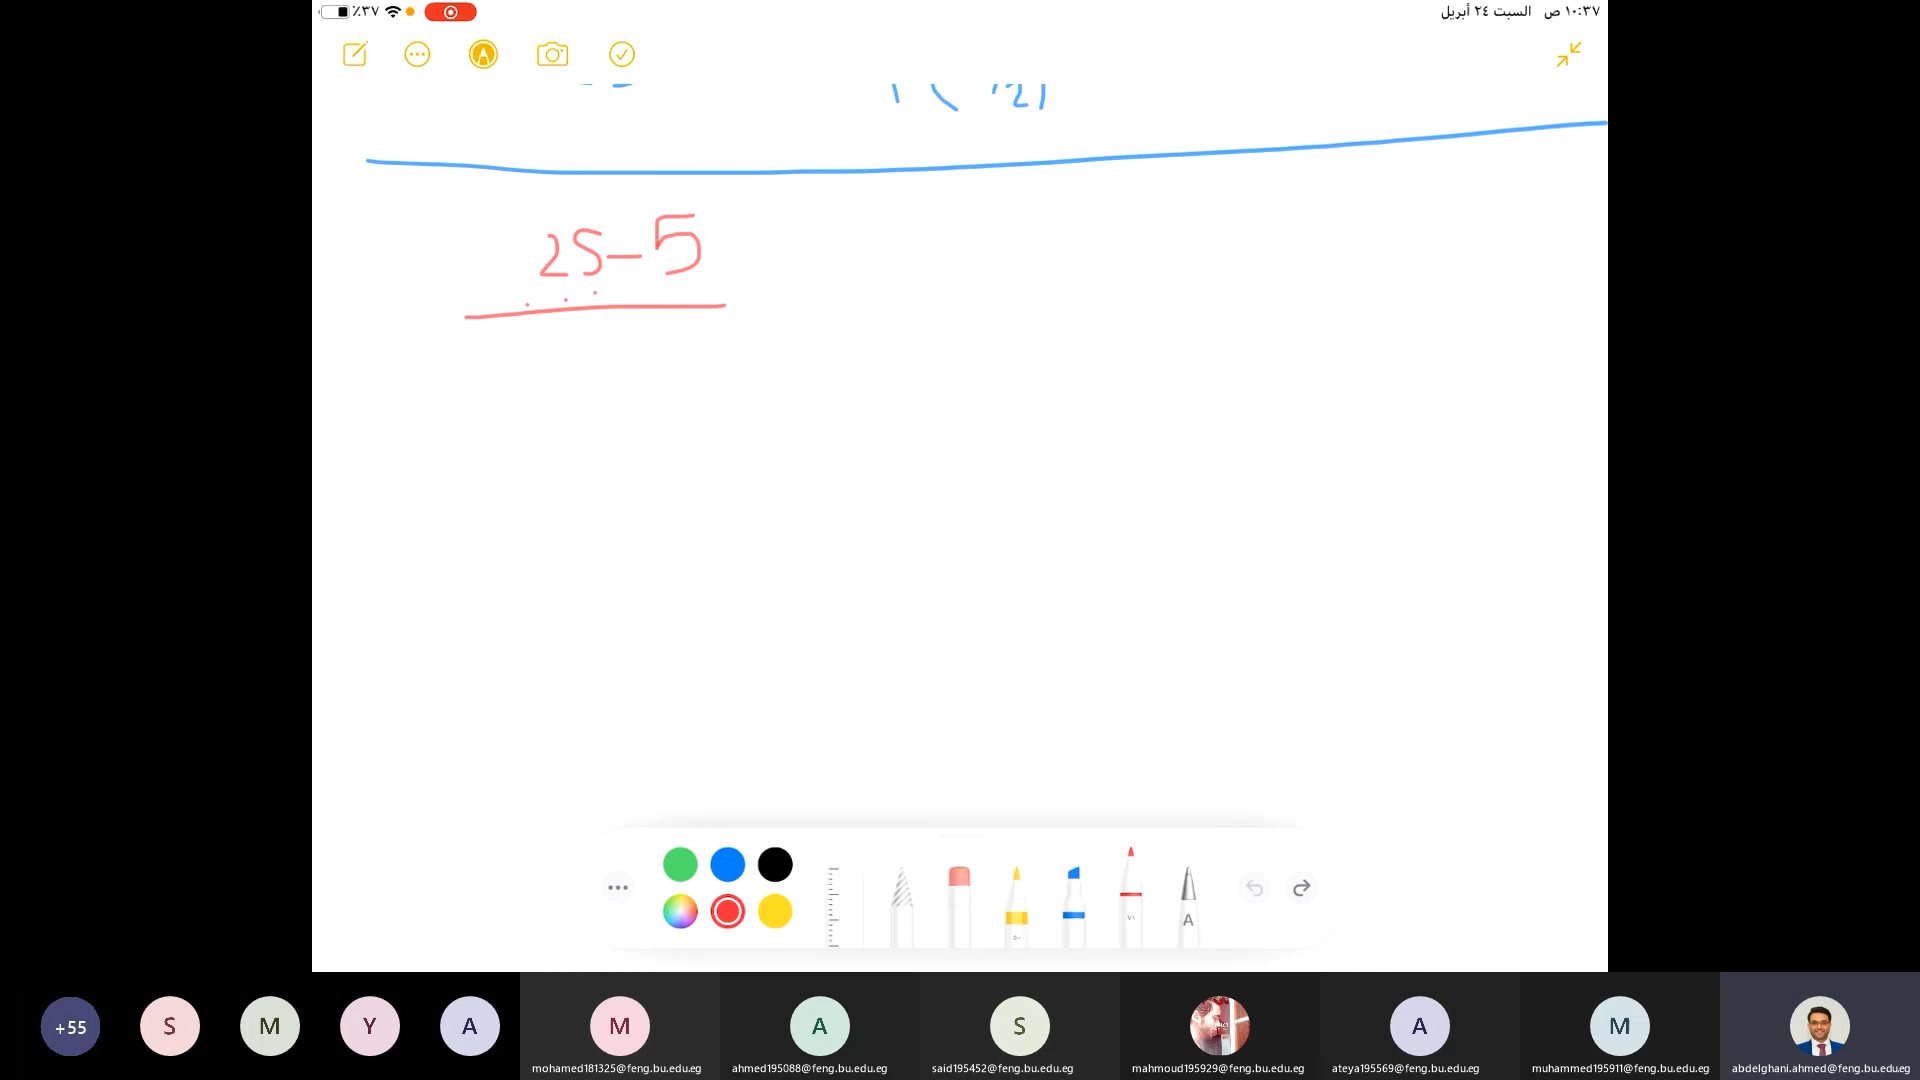 ٪٣٧
١٠:٣٧ ص السبت ٢٤ أبريل
25-5
A
+55
S
M
Y
A
M
A
S
A
M
mohamed181325@feng.bu.edu.eg
ahmed195088@feng.bu.edu.eg
said195452@feng.bu.edu.eg
mahmoud195929@feng.bu.edu.eg
ateya195569@feng.bu.edu.eg
muhammed195911@feng.bu.edu.eg
abdelghani.ahmed@feng.bu.edu.eg